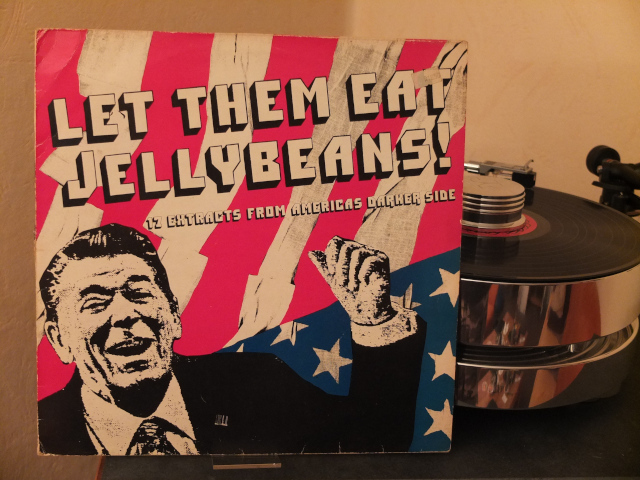 LET THEM EAT
JELLYBEANS!
17 EXTRACTS FROM AMERICAS DARKER SIDE